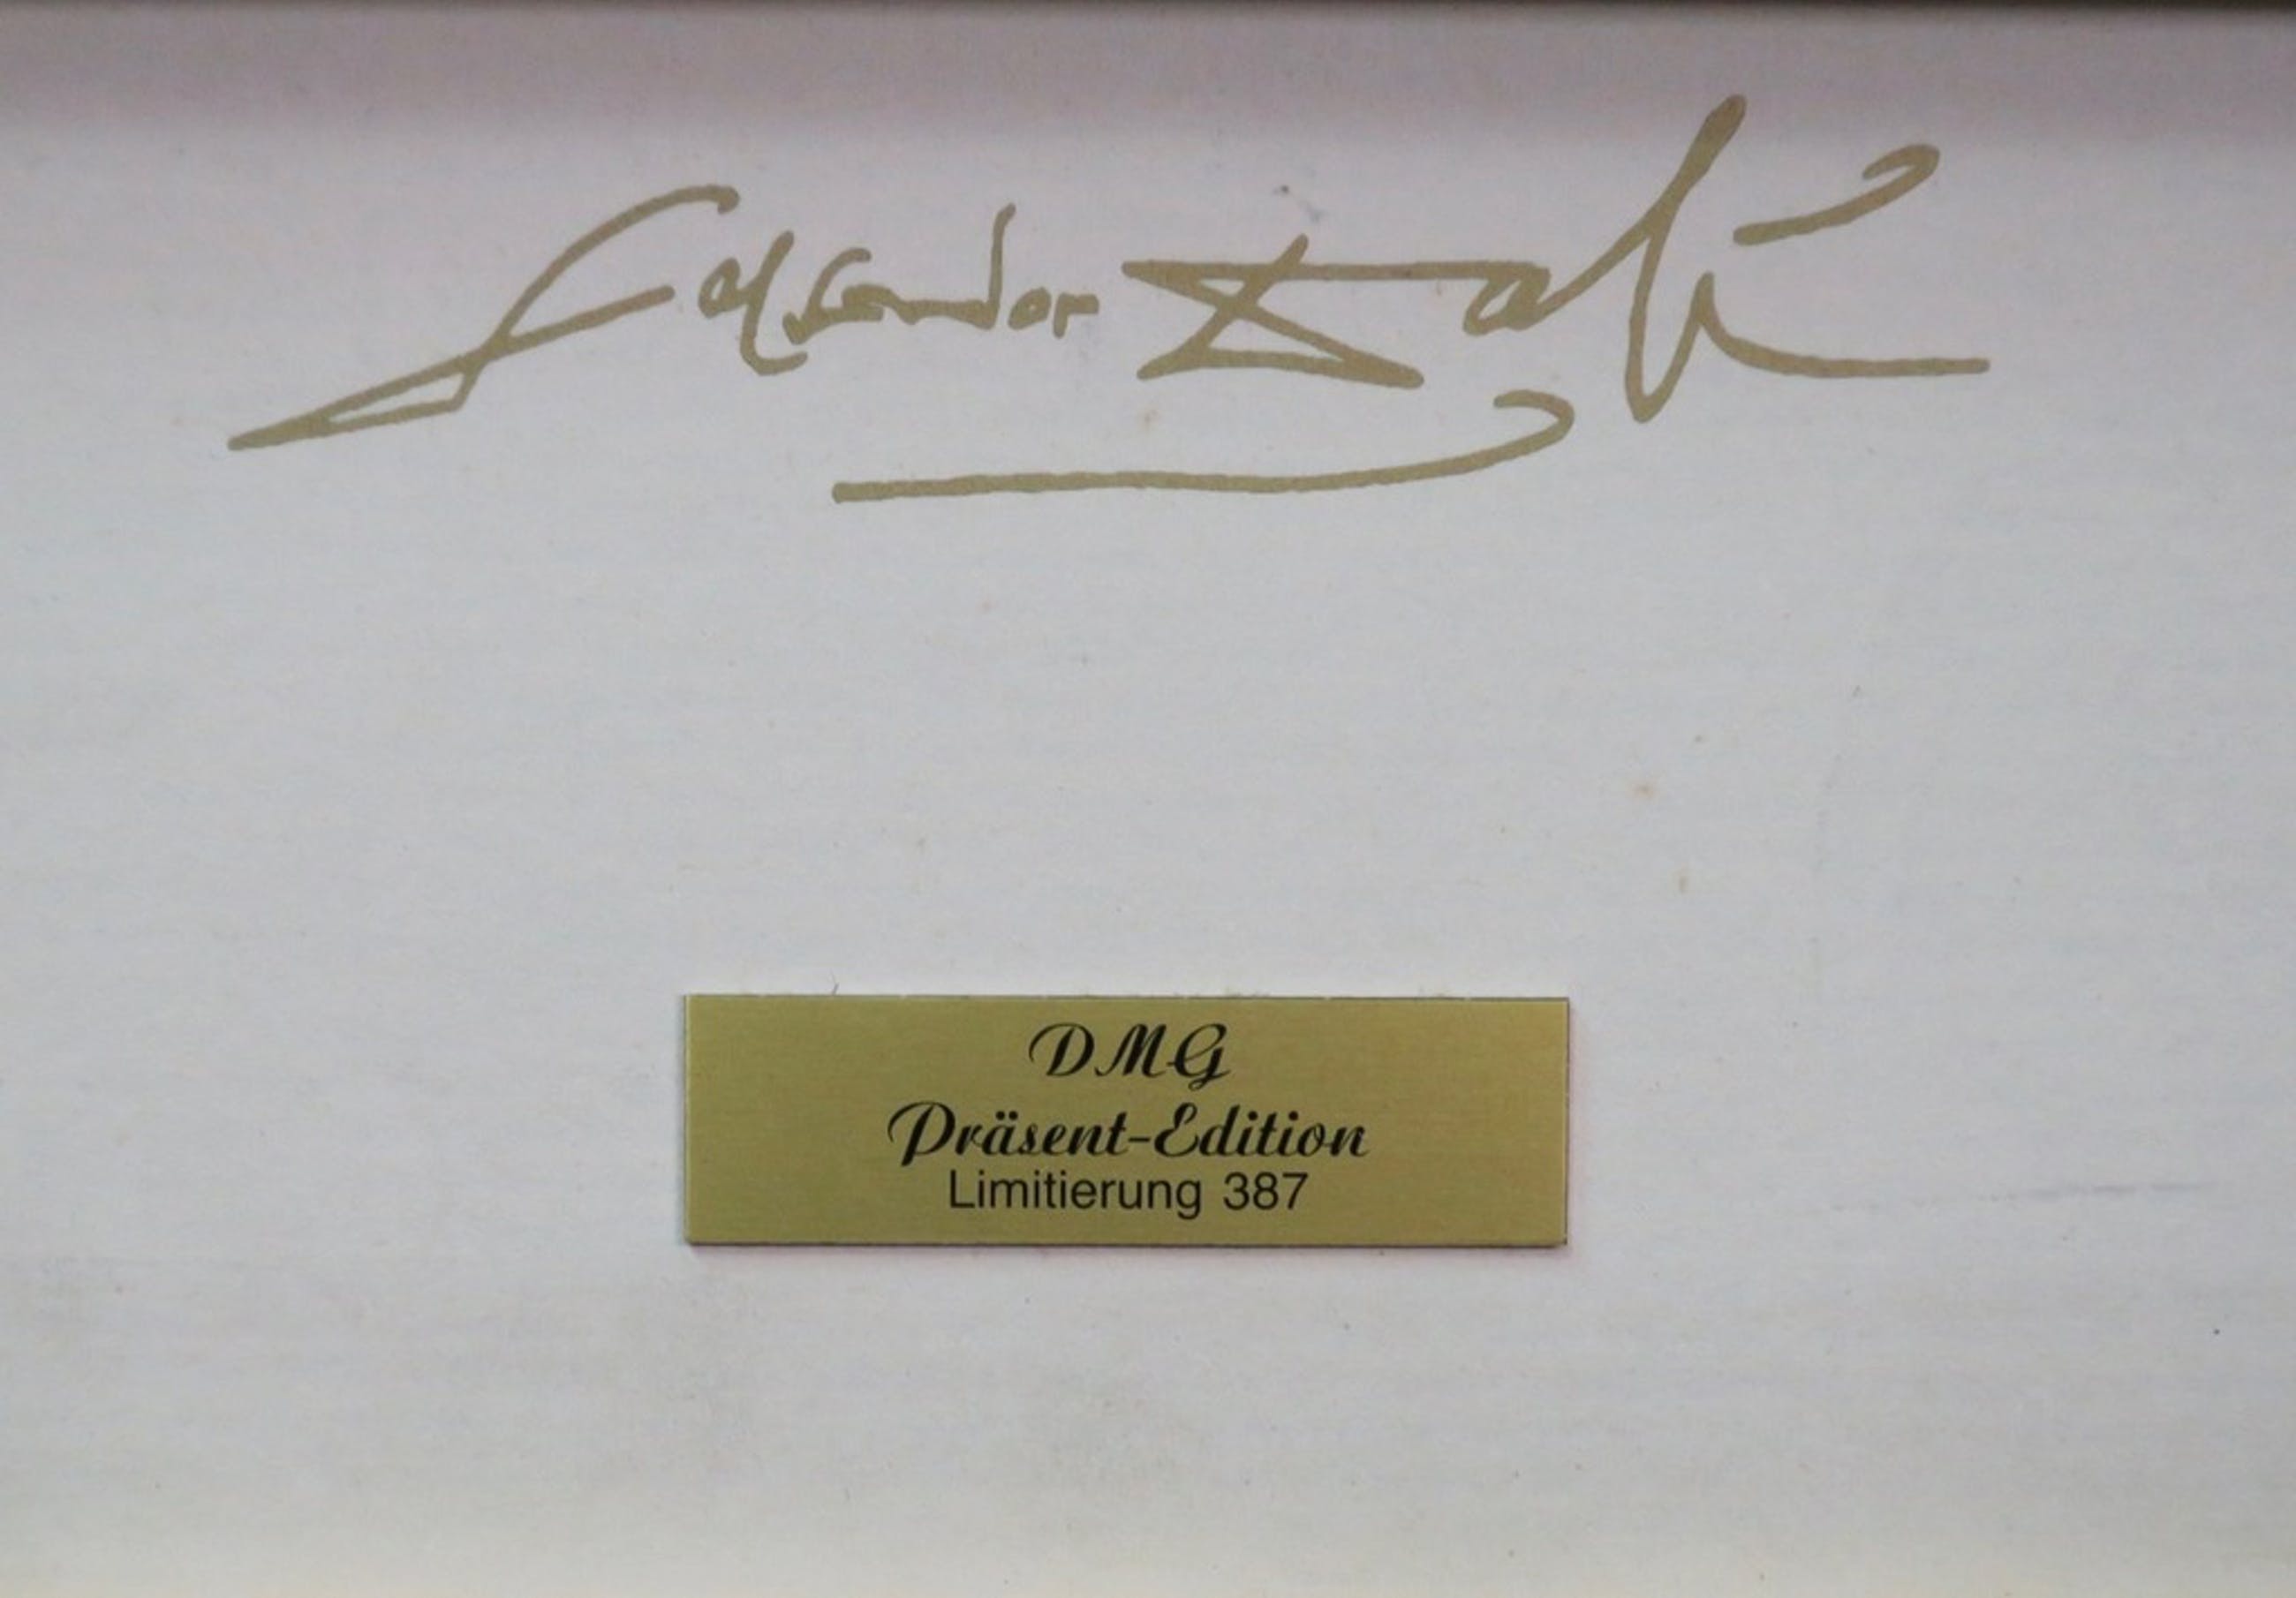 Salvador Dalí
DMG
Präsent-Edition
Limitierung 387